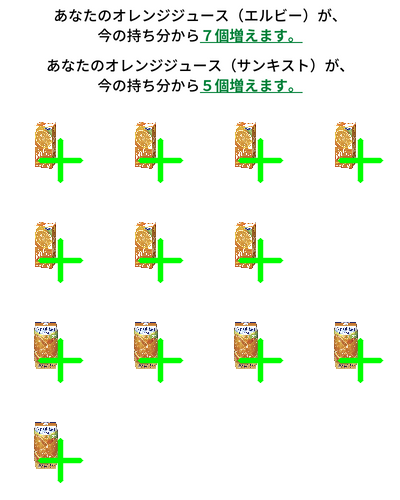 あなたのオレンジジュース（エルビー）が、
今の持ち分から７個増えます。
あなたのオレンジジュース（サンキスト）が、
今の持ち分から５個増えます。